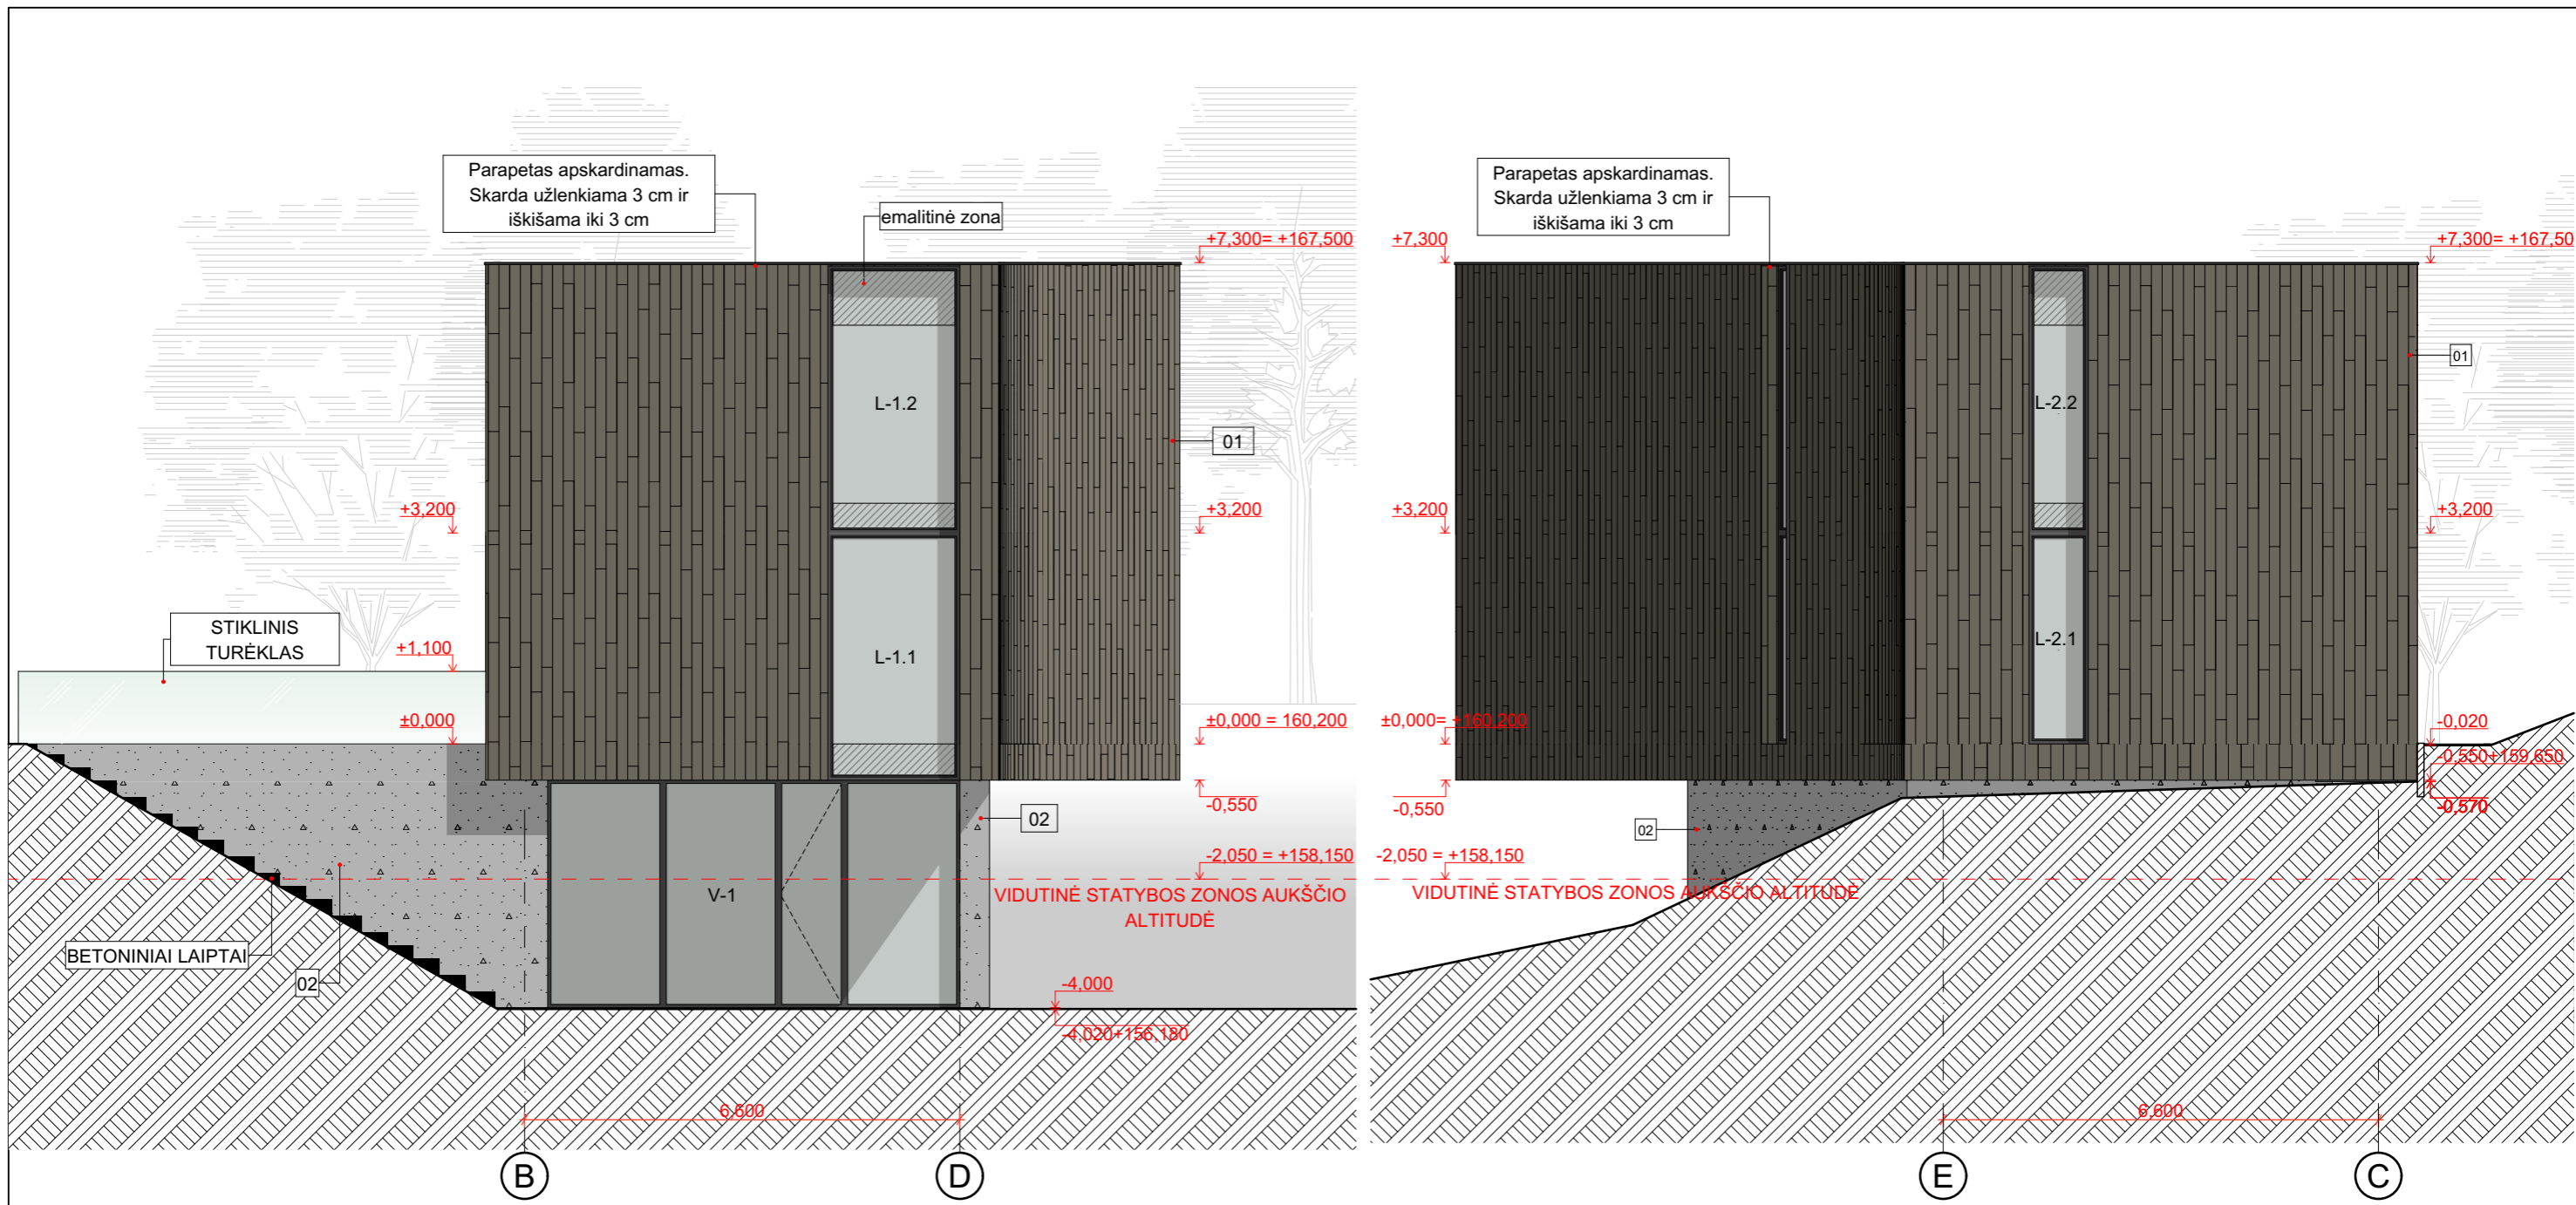 Parapetas apskardinamas.
Skarda užlenkiama 3 cm ir
iškišama iki 3 cm
emalitinė zona
+7,300= +167,500
L-1.2
01
+3,200
+3,200
STIKLINIS
TURĖKLAS
+1,100
L-1.1
±0,000
±0,000 = 160,200
-0,550
02
-2,050 = +158,150
V-1
VIDUTINĖ STATYBOS ZONOS AUKŠČIO
ALTITUDĖ
BETONINIAI LAIPTAI
02
-4,000
-4,020+156,180
6,600
B
D
Parapetas apskardinamas.
Skarda užlenkiama 3 cm ir
iškišama iki 3 cm
+7,300
+7,300= +167,50
01
L-2.2
+3,200
+3,200
L-2.1
±0,000= +160,200
-0,020
-0,550+159,650
-0,550
-0,570
02
-2,050 = +158,150
VIDUTINĖ STATYBOS ZONOS AUKŠČIO ALTITUDĖ
6,600
E
C